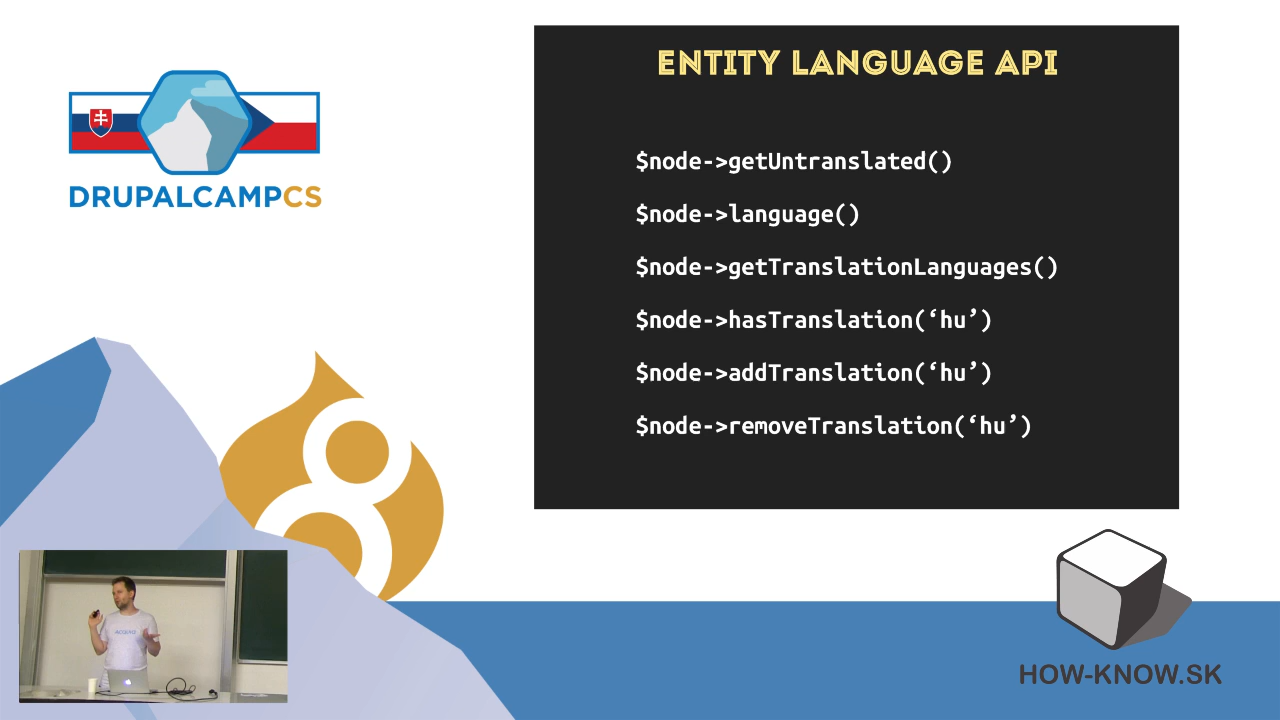 DRUPALCAMPCS
ENTITY LANGUAGE API
$node->getUntranslated()
$node->language()
$node->getTranslationLanguages()
$node->hasTranslation(‘hu’)
$node->addTranslation(‘hu’)
$node->removeTranslation(‘hu’)
HOW-KNOW.SK